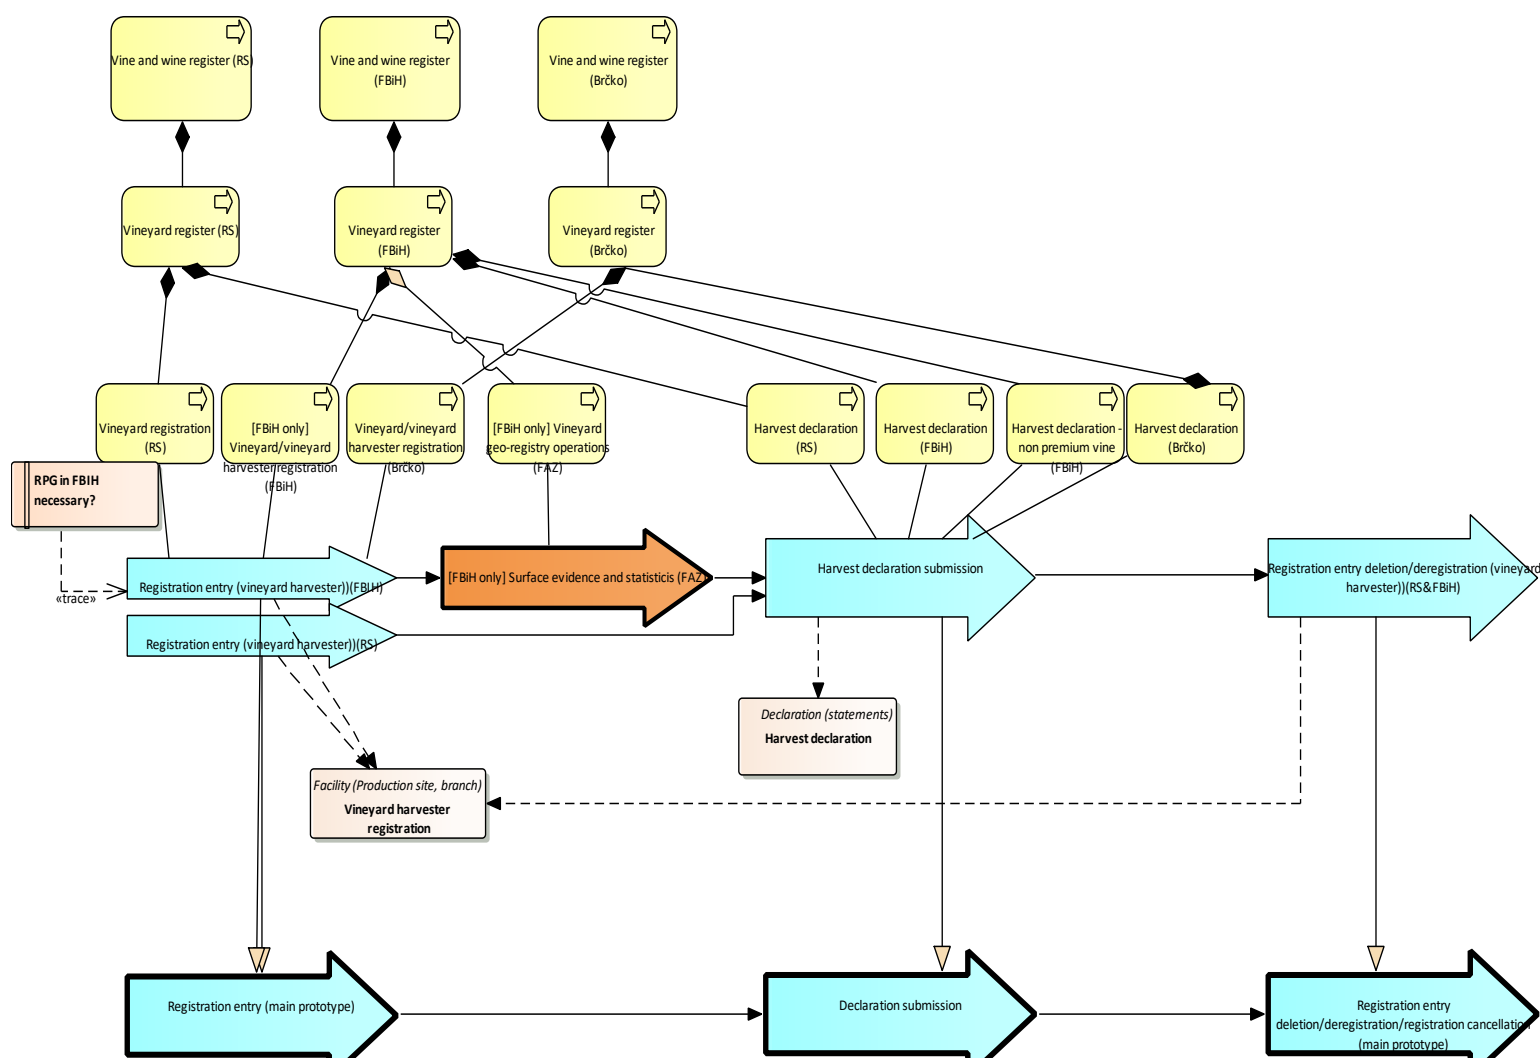 Vine and wine register (RS)
Vine and wine register
(FBiH)
Vine and wine register
(Brčko)
Vineyard register (RS)
Vineyard register
(FBiH)
Vineyard register
(Brčko)
Vineyard registration
(RS)
[FBiH only]
Vineyard/vineyard
harvester registration
(FBiH)
Vineyard/vineyard
harvester registration
(Brčko)
[FBiH only] Vineyard
geo-registry operations
(FAZ)
Harvest declaration
(RS)
Harvest declaration
(FBiH)
Harvest declaration -
non premium vine
(FBiH)
Harvest declaration
(Brčko)
RPG in FBIH
necessary?
«trace»
Registration entry (vineyard harvester))(FBIH)
[FBiH only] Surface evidence and statisticis (FAZ)
Harvest declaration submission
Registration entry deletion/deregistration (vineyard
harvester))(RS&FBiH)
Registration entry (vineyard harvester))(RS)
Declaration (statements)
Harvest declaration
Facility (Production site, branch)
Vineyard harvester
registration
Registration entry (main prototype)
Declaration submission
Registration entry
deletion/deregistration/registration cancellation
(main prototype)